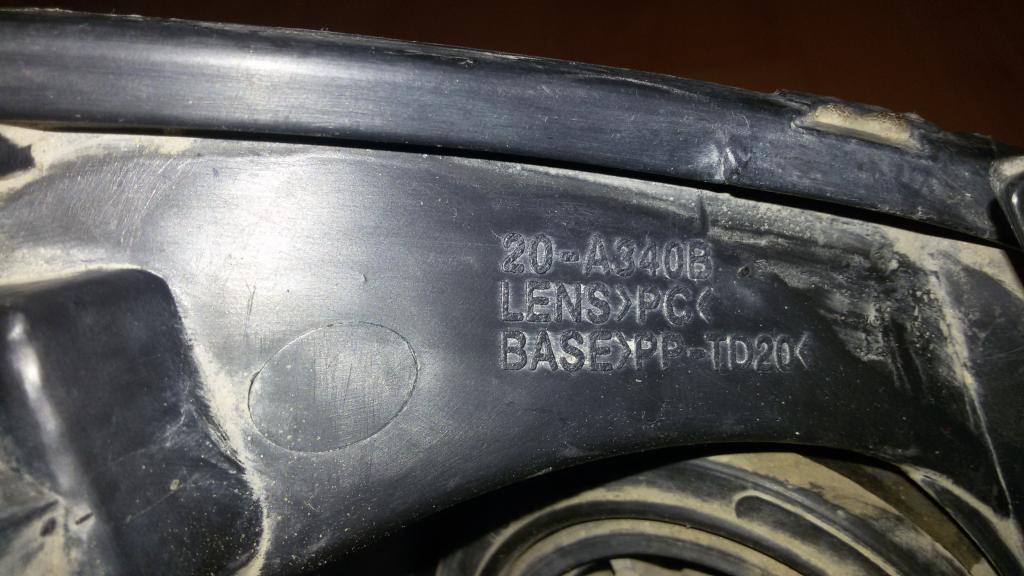 20-A340B
LENS>PC<
BASE>PP-TD20<